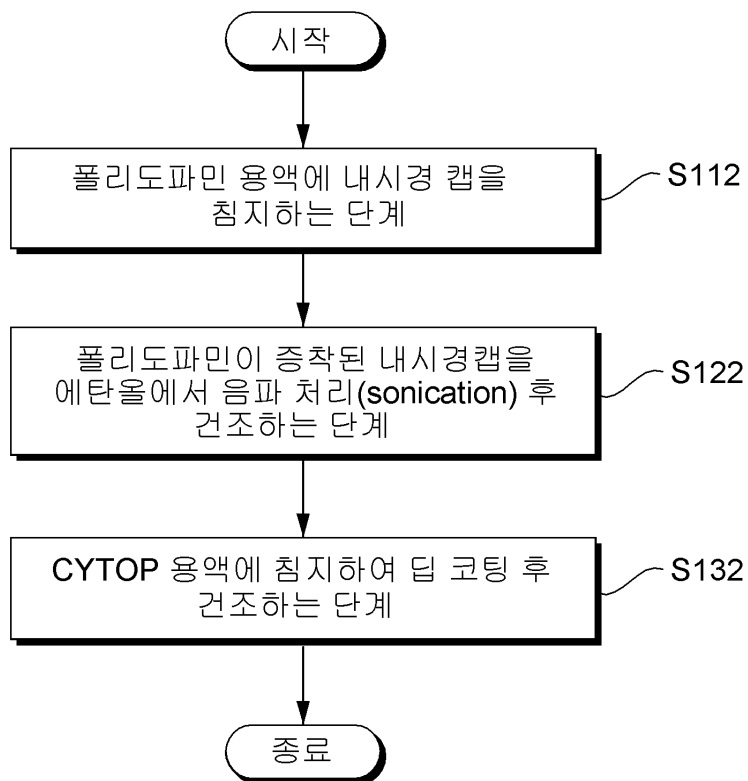 시작
폴리도파민 용액에 내시경 캡을
침지하는 단계
S112
폴리도파민이 증착된 내시경캡을
에탄올에서 음파 처리(sonication) 후
건조하는 단계
S122
CYTOP 용액에 침지하여 딥 코팅 후
건조하는 단계
S132
종료